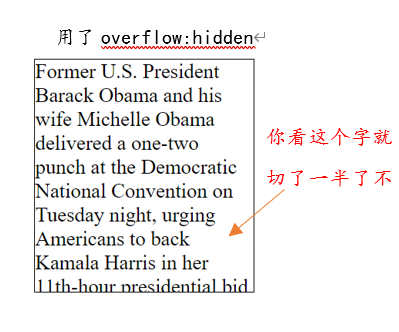 用了 overflow:hidden↵
Former U.S. President
Barack Obama and his
wife Michelle Obama
delivered a one-two
punch at the Democratic
National Convention on
Tuesday night, urging
Americans to back
Kamala Harris in her
11th-hour presidential bid
你看这个字就
切了一半了不